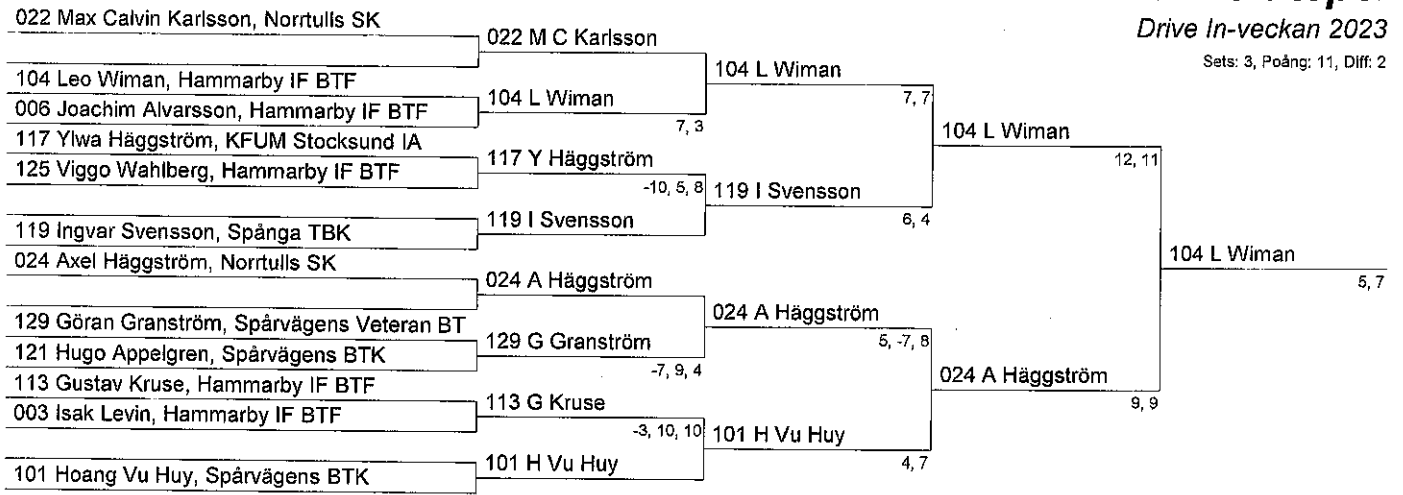 Drive In-veckan 2023
Sets: 3, Poäng: 11, Diff: 2
022 Max Calvin Karlsson, Norrtulls SK
104 Leo Wiman, Hammarby IF BTF
006 Joachim Alvarsson, Hammarby IF BTF
117 Ylwa Häggström, KFUM Stocksund IA
125 Viggo Wahlberg, Hammarby IF BTF
119 Ingvar Svensson, Spånga TBK
024 Axel Häggström, Norrtulls SK
129 Göran Granström, Spårvägens Veteran BT
121 Hugo Appelgren, Spårvägens BTK
113 Gustav Kruse, Hammarby IF BTF
003 Isak Levin, Hammarby IF BTF
101 Hoang Vu Huy, Spårvägens BTK
022 M C Karlsson
104 L Wiman
7, 3
117 Y Häggström
-10, 5, 8
119 I Svensson
024 A Häggström
129 G Granström
-7, 9, 4
113 G Kruse
-3, 10, 10
101 H Vu Huy
104 L Wiman
7, 7
119 I Svensson
6, 4
024 A Häggström
5, -7, 8
101 H Vu Huy
4, 7
104 L Wiman
12, 11
024 A Häggström
9, 9
104 L Wiman
5, 7